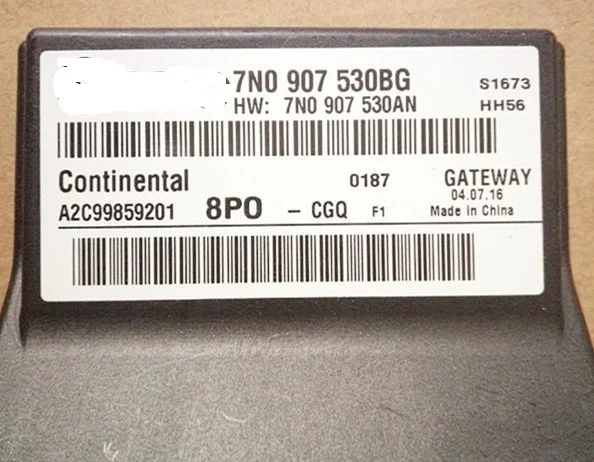 7N0 907 530BG S1673
HW: 7N0 907 530AN HH56
Continental 0187 GATEWAY
04.07.16
A2C99859201 8PO - CGQ F1 Made in China